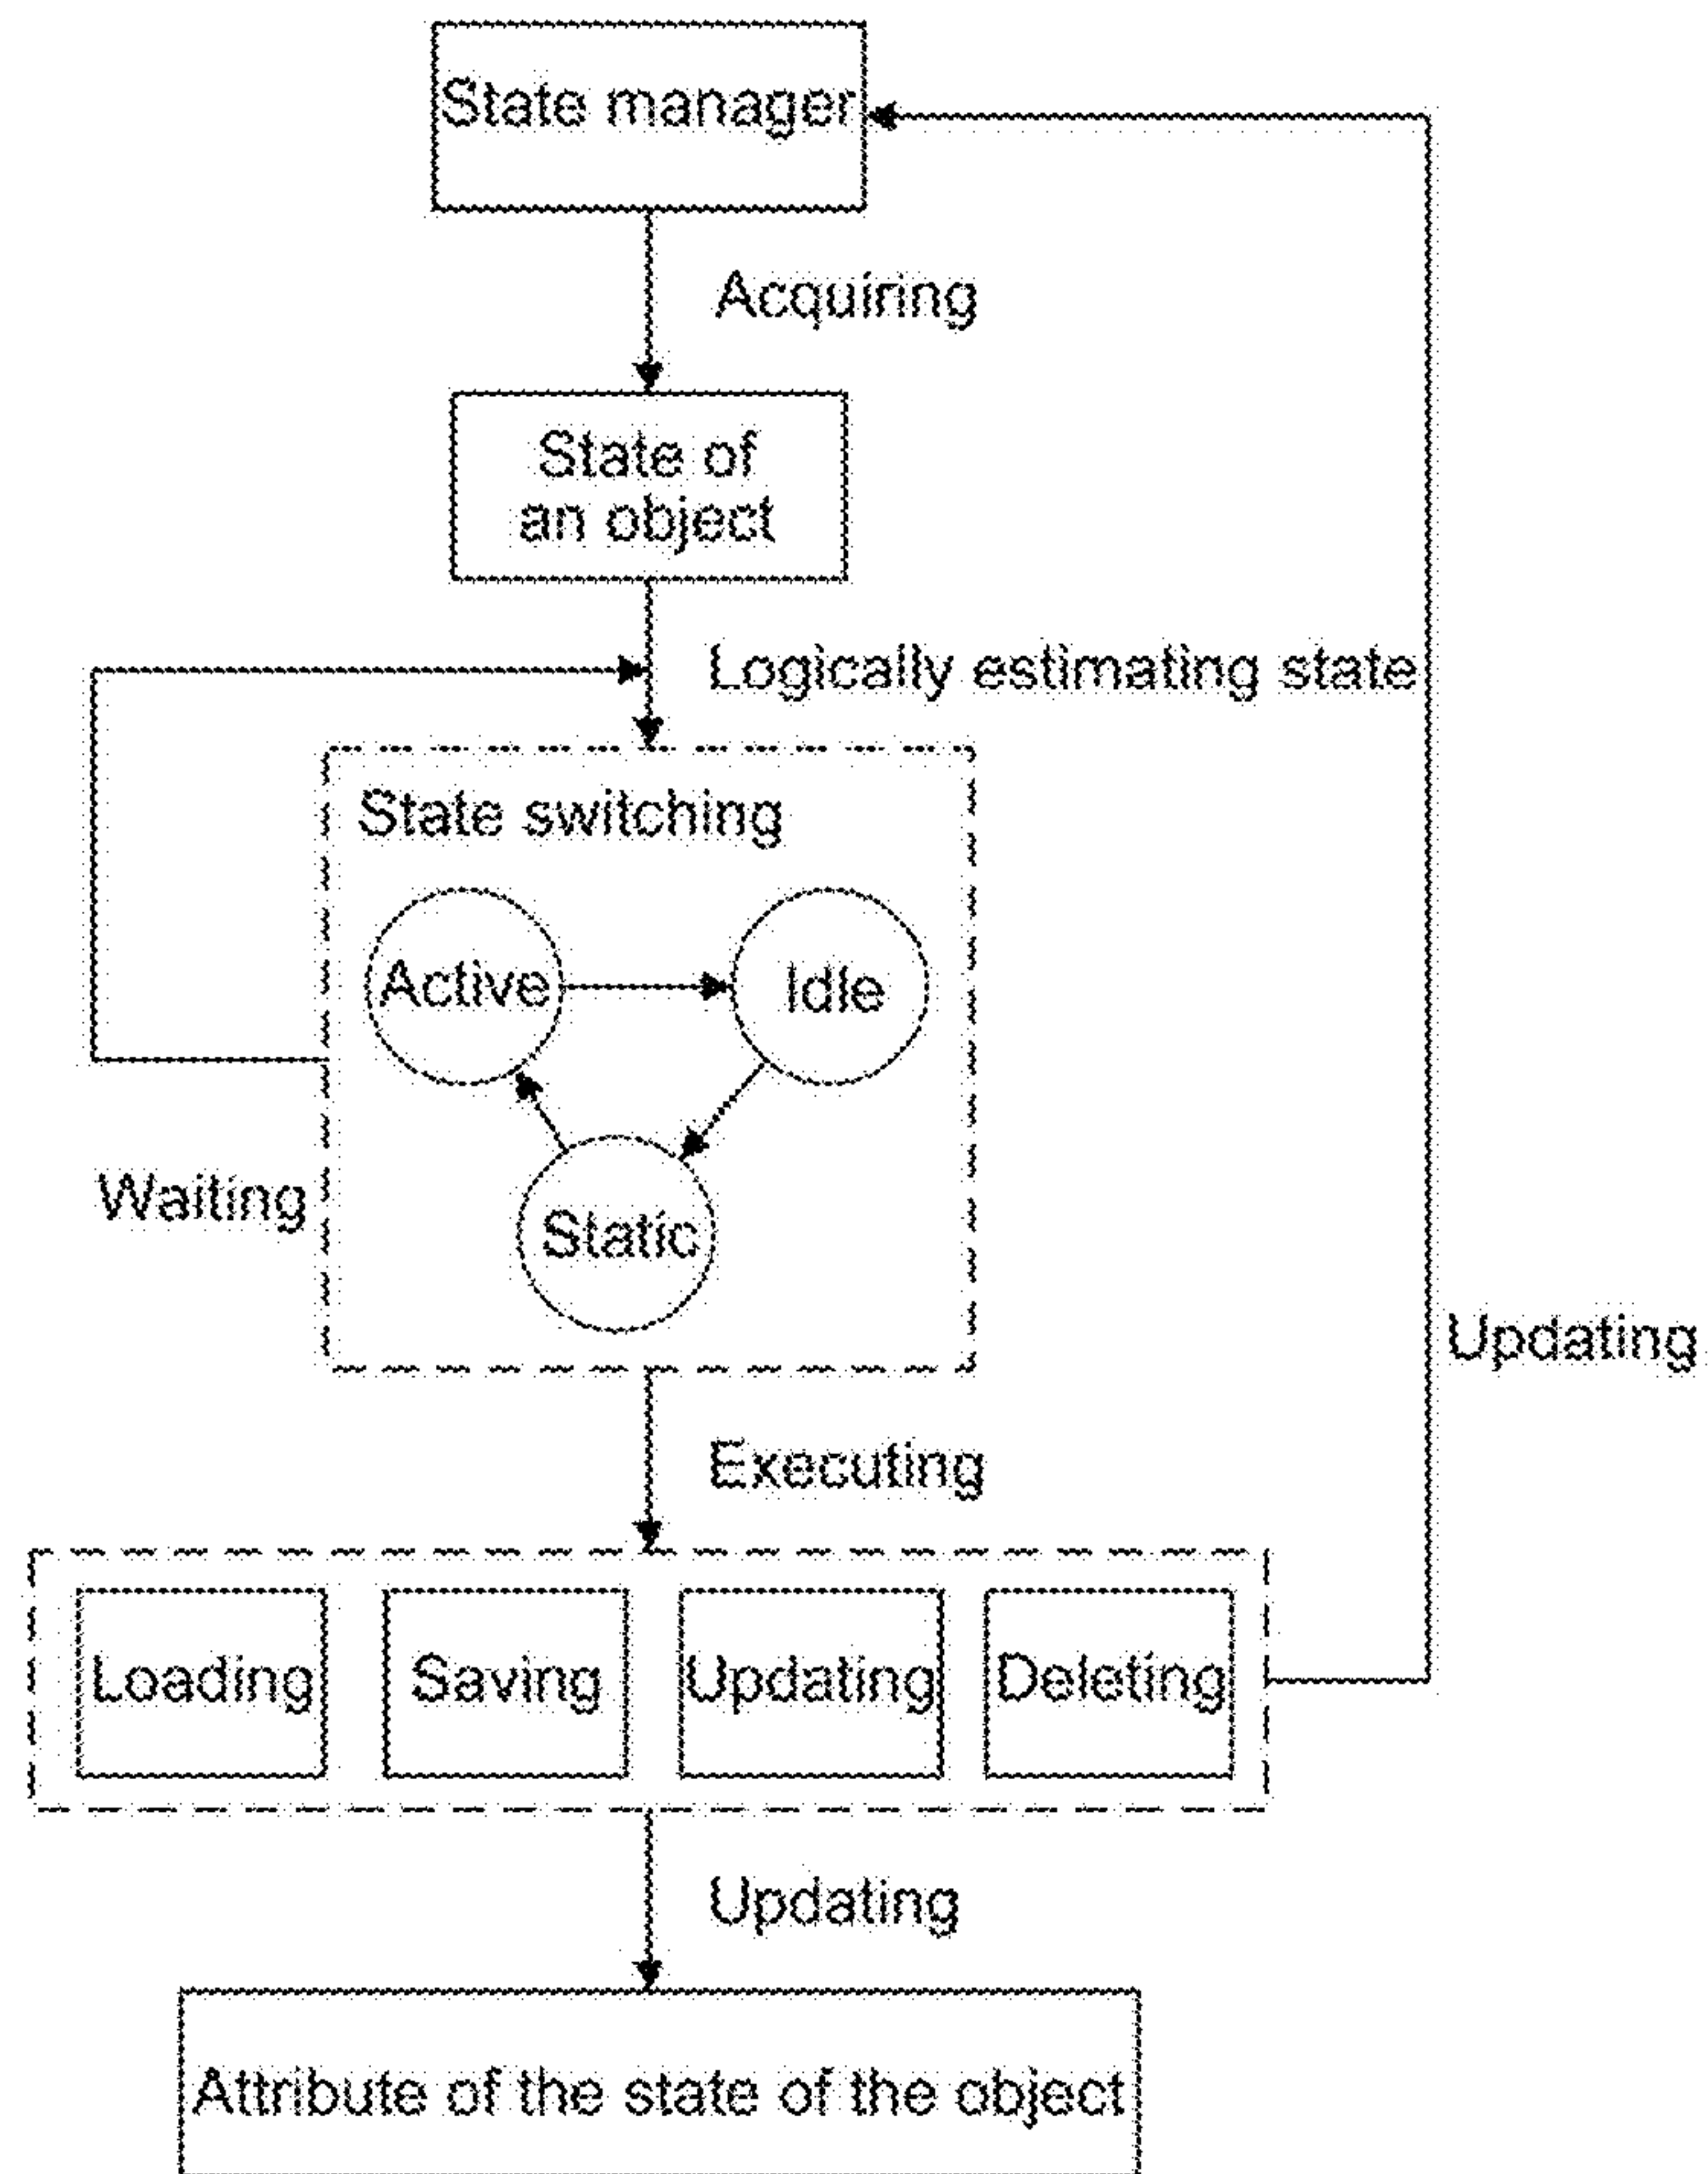 State manager
Acquiring
State of
an object
Logically estimating state
State switching
Active
Idle
Waiting
Static
Updating
Executing
Loading
Saving
Updating
Deleting
Updating
Attribute of the state of the object